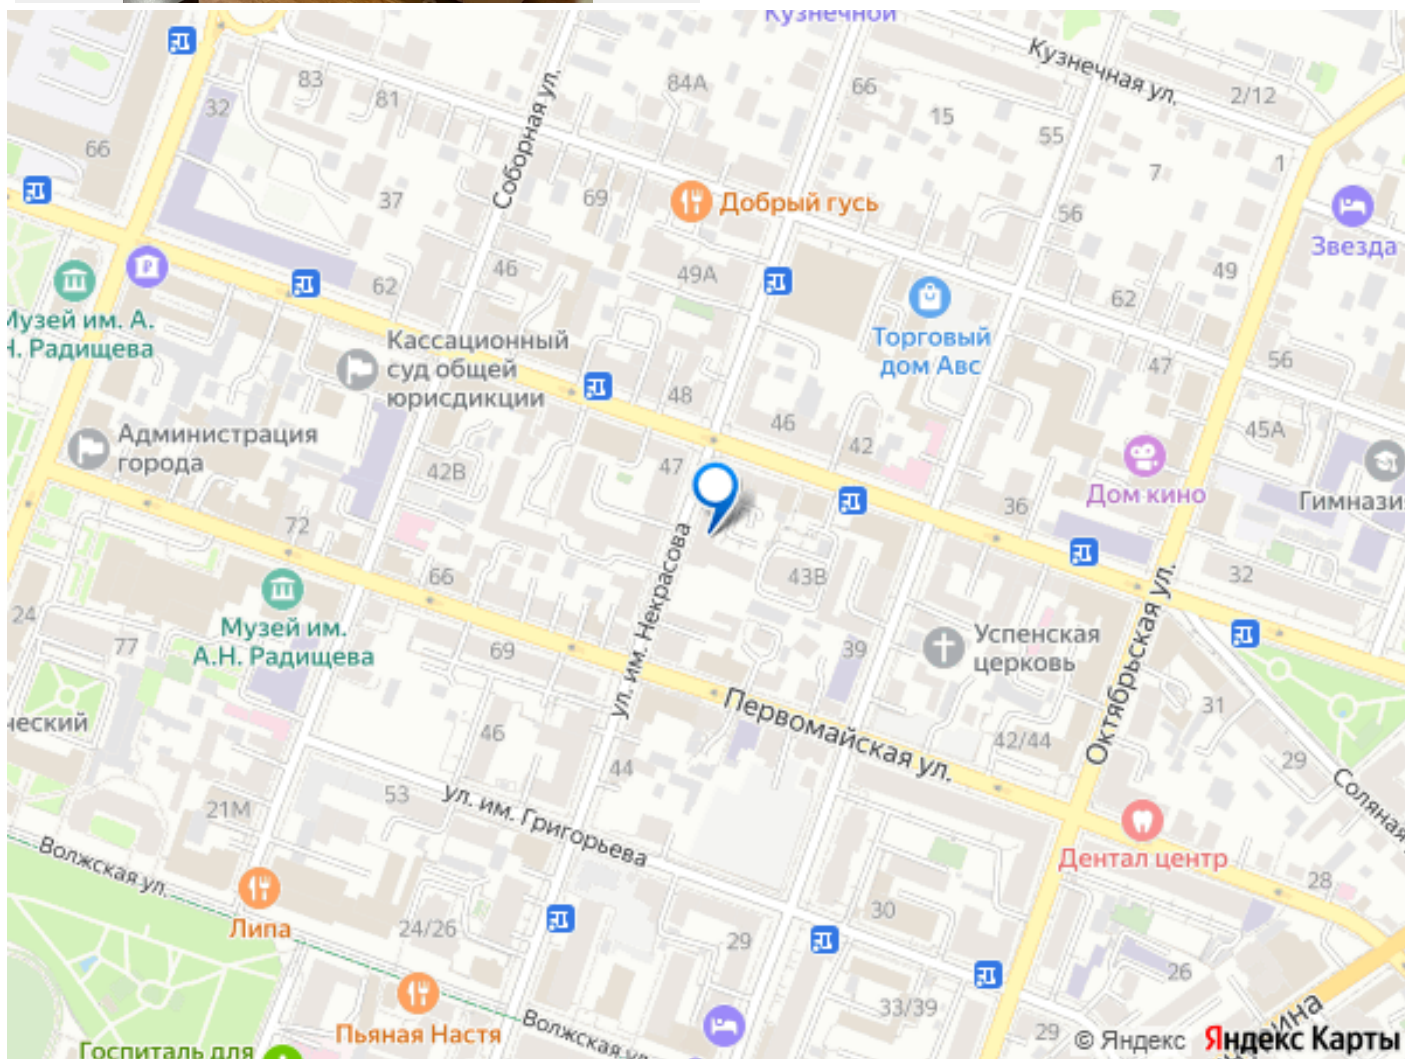 Кузнечной
Кузнечная ул.
83
84А
66
2/12
81
32
15
55
66
Соборная ул.
7
1
37
69
Добрый гусь
56
Звезда
46
49А
49
62
62
Музей им. А.
Н. Радищева
Кассационный
суд общей
юрисдикции
Торговый
дом Авс
47
56
48
46
42
45А
Администрация
города
47
42В
Дом кино
36
Гимнази
72
ул. им. Некрасова
66
43В
32
24
Музей им.
А.Н. Радищева
77
69
39
Успенская
церковь
Октябрьская ул.
31
ческий
46
Первомайская ул.
42/44
44
29
Соляная
21М
53
ул. им. Григорьева
Дентал центр
Волжская ул.
28
Липа
24/26
30
29
26
33/39
Пьяная Настя
Волжская ул.
29
ина
© Яндекс Яндекс Карты
Госпиталь для